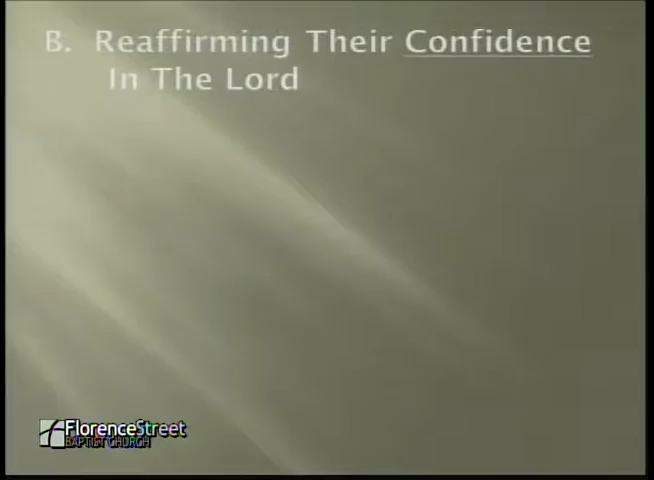 B. Reaffirming Their Confidence
In The Lord
FlorenceStreet
BAPTIST CHURCH